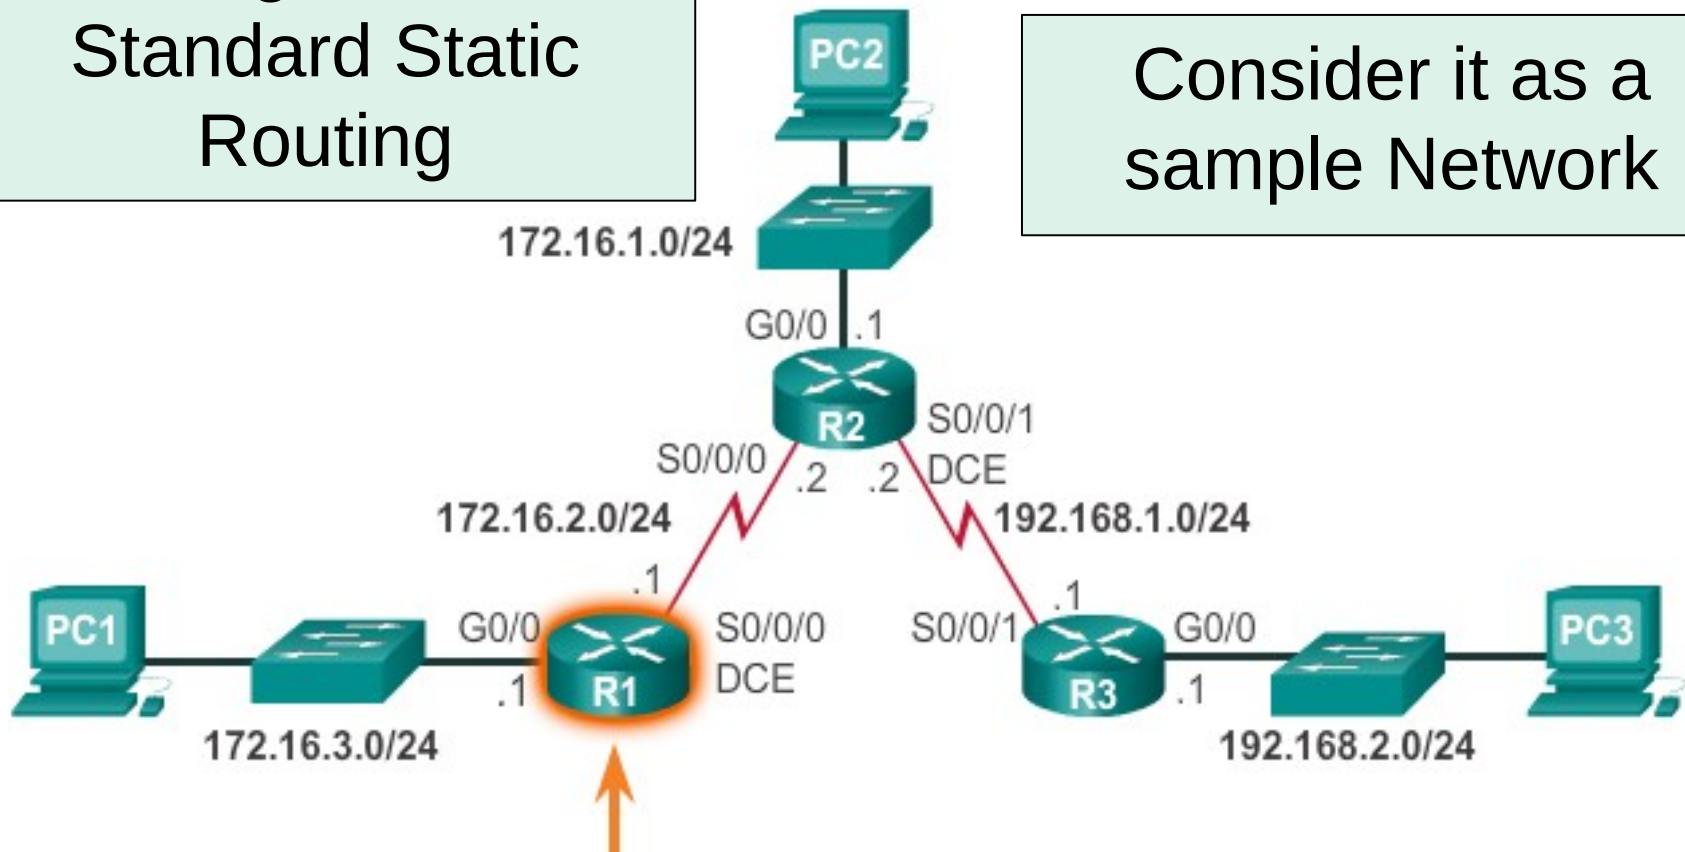 Standard Static
Routing
Consider it as a
sample Network
PC2
172.16.1.0/24
G0/0
.1
R2
S0/0/1
DCE
S0/0/0
.2
.2
172.16.2.0/24
192.168.1.0/24
.1
.1
PC1
G0/0
S0/0/0
DCE
S0/0/1
G0/0
PC3
.1
R1
R3
.1
172.16.3.0/24
192.168.2.0/24